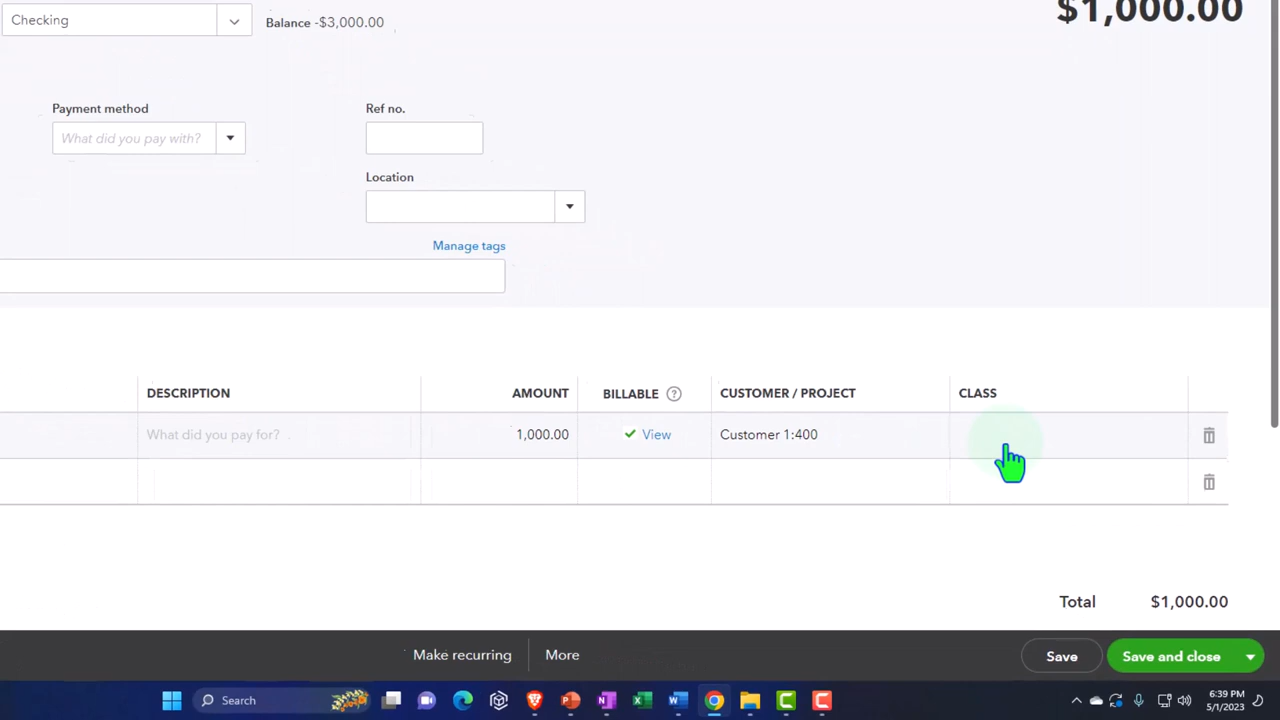 Checking
Balance -$3,000.00
$1,000.00
Payment method
Ref no.
What did you pay with?
Location
Manage tags
DESCRIPTION AMOUNT BILLABLE ? CUSTOMER / PROJECT CLASS
What did you pay for? 1,000.00 View Customer 1:400
Total $1,000.00
Make recurring More Save Save and close
Search
6:39 PM
5/1/2023